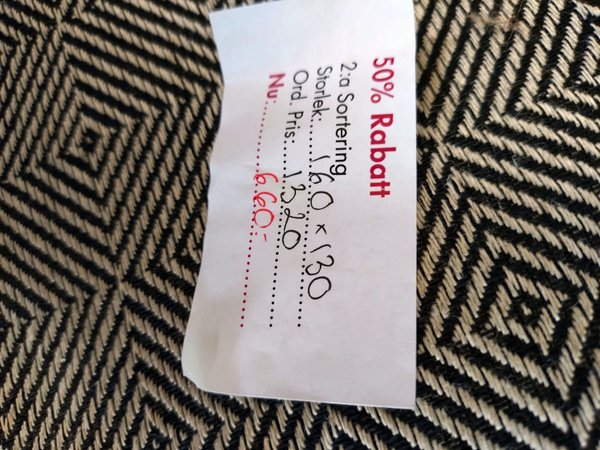 50% Rabatt
2:a Sortering
Storlek: 160 x 130
Ord. Pris: 1320
Nu: 660:-